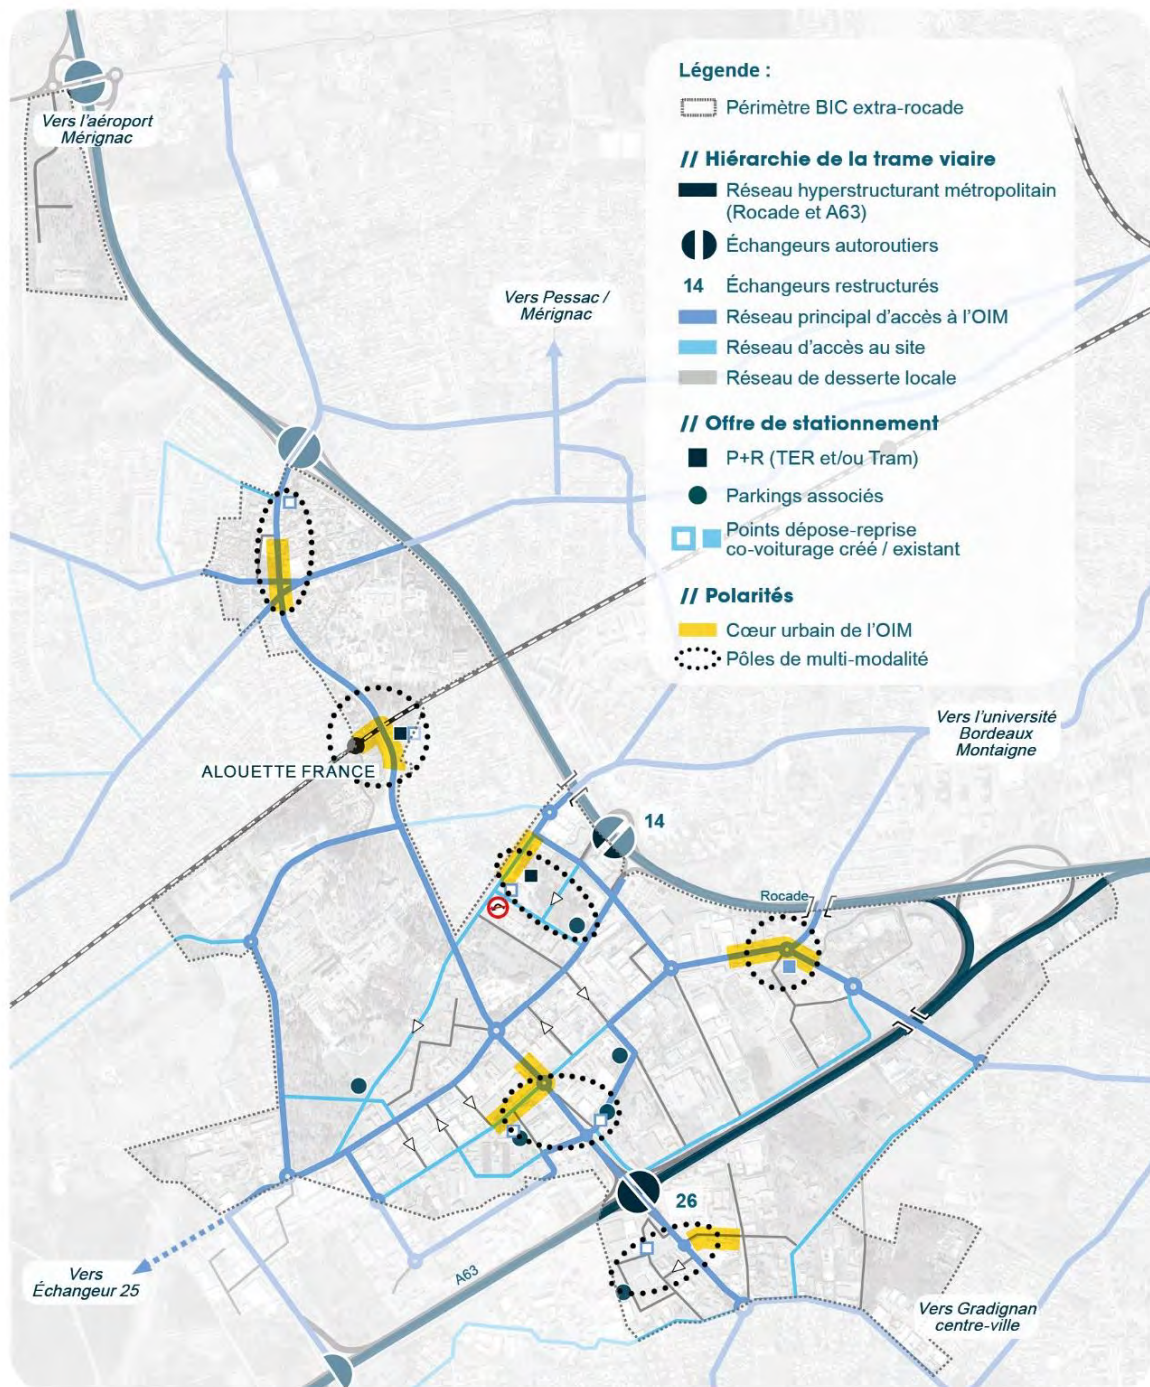 Légende :
Périmètre BIC extra-rocade
// Hiérarchie de la trame viaire
Réseau hyperstructurant métropolitain
(Rocade et A63)
Échangeurs autoroutiers
14 Échangeurs restructurés
Réseau principal d'accès à l'OIM
Réseau d'accès au site
Réseau de desserte locale
// Offre de stationnement
P+R (TER et/ou Tram)
Parkings associés
Points dépose-reprise
co-voiturage créé / existant
// Polarités
Cœur urbain de l'OIM
Pôles de multi-modalité
Vers l'aéroport
Mérignac
Vers Pessac /
Mérignac
Vers l'université
Bordeaux
Montaigne
ALOUETTE FRANCE
14
Rocade
26
A63
Vers
Échangeur 25
Vers Gradignan
centre-ville